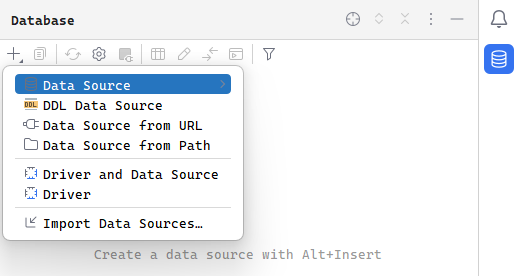 Database
Data Source
DDL DDL Data Source
Data Source from URL
Data Source from Path
Driver and Data Source
Driver
Import Data Sources…
Create a data source with Alt+Insert